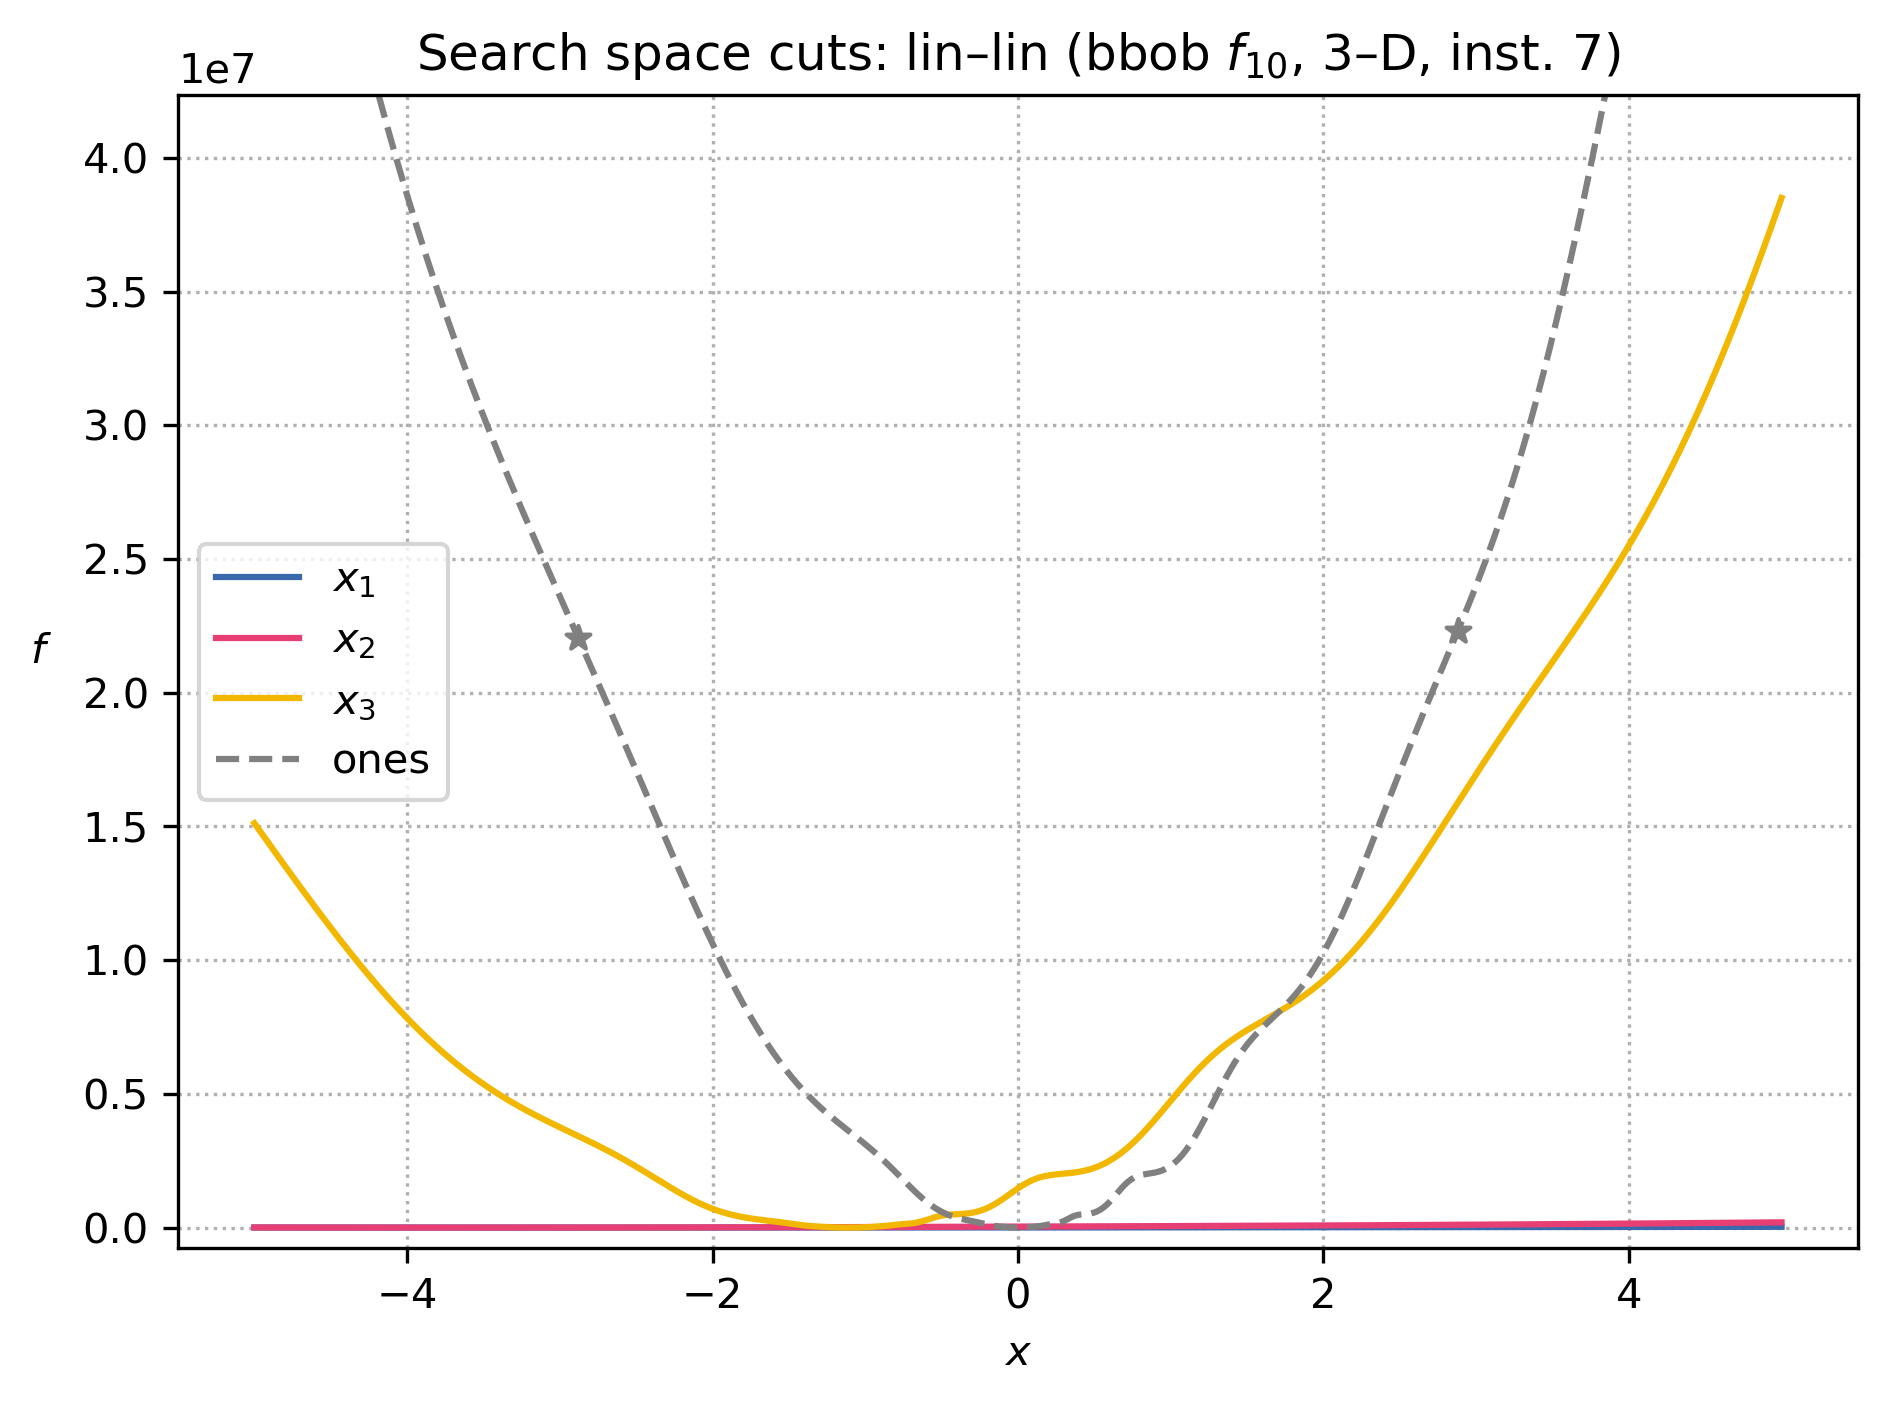 Search space cuts: lin–lin (bbob f₁₀, 3–D, inst. 7)
1e7
4.0
3.5
3.0
2.5
2.0
1.5
1.0
0.5
0.0
f
x₁
x₂
x₃
ones
−4 −2 0 2 4
x